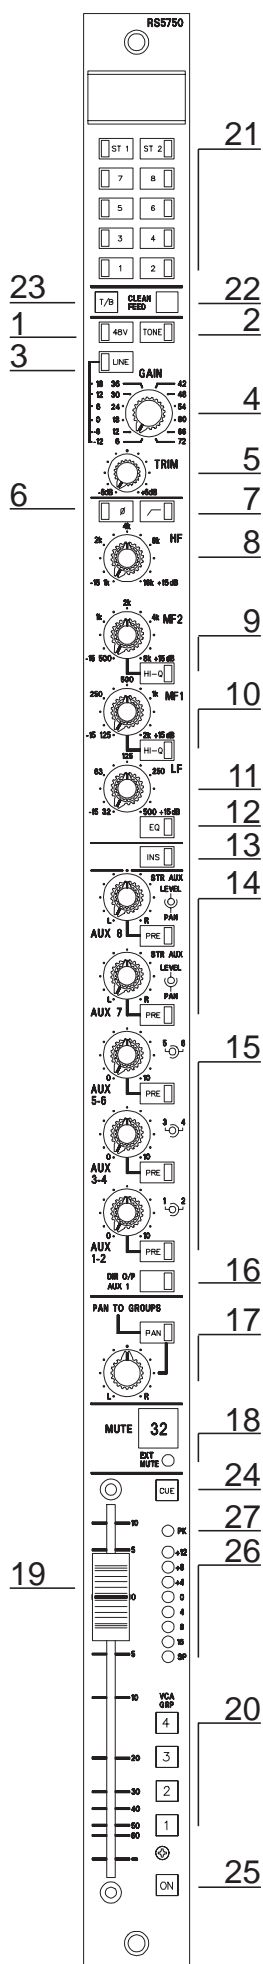 RS5750
21
ST 1 ST 2
7 8
5 6
3 4
1 2
23 T/B CLEAN FEED 22
1 48V TONE 2
3 LINE
GAIN
18 36 42
12 30 48
6 24 54
0 18 60
-6 12 66
-12 6 72
4
TRIM 5
-6dB +6dB
6 Ø 7
4k
2k 8k HF 8
-15 1k 16k +15dB
2k
1k 4k MF2 9
-15 500 8k +15dB
500 HI-Q
250 1k MF1 10
-15 125 2k +15dB
125 HI-Q
LF
63 250 11
-15 32 500 +15dB
EQ 12
INS 13
STR AUX 14
LEVEL
PAN
L R
AUX 8 PRE
STR AUX
LEVEL
PAN
L R
AUX 7 PRE
5 6 15
0 10
AUX 5-6 PRE
3 4
0 10
AUX 3-4 PRE
1 2
0 10
AUX 1-2 PRE
DIR O/P AUX 1 16
PAN TO GROUPS 17
PAN
L R
MUTE 32 18
EXT MUTE
CUE 24
10 PK 27
5 +12 26
+8
+4
19 0 0
4
8
5 16
SP
10
VCA GRP
4 20
3
20
2
30
40
1
50
60
∞
ON 25